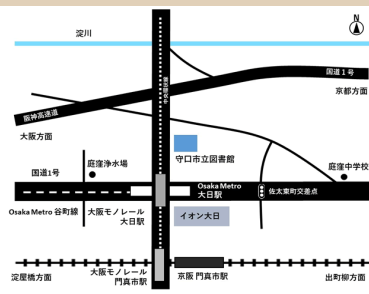 N
淀川
中央環状線
国道1号
阪神高速道
京都方面
大阪方面
守口市立図書館
国道1号
庭窪浄水場
庭窪中学校
Osaka Metro
大日駅
佐太東町交差点
Osaka Metro 谷町線
大阪モノレール
大日駅
イオン大日
淀屋橋方面
大阪モノレール
門真市駅
京阪 門真市駅
出町柳方面